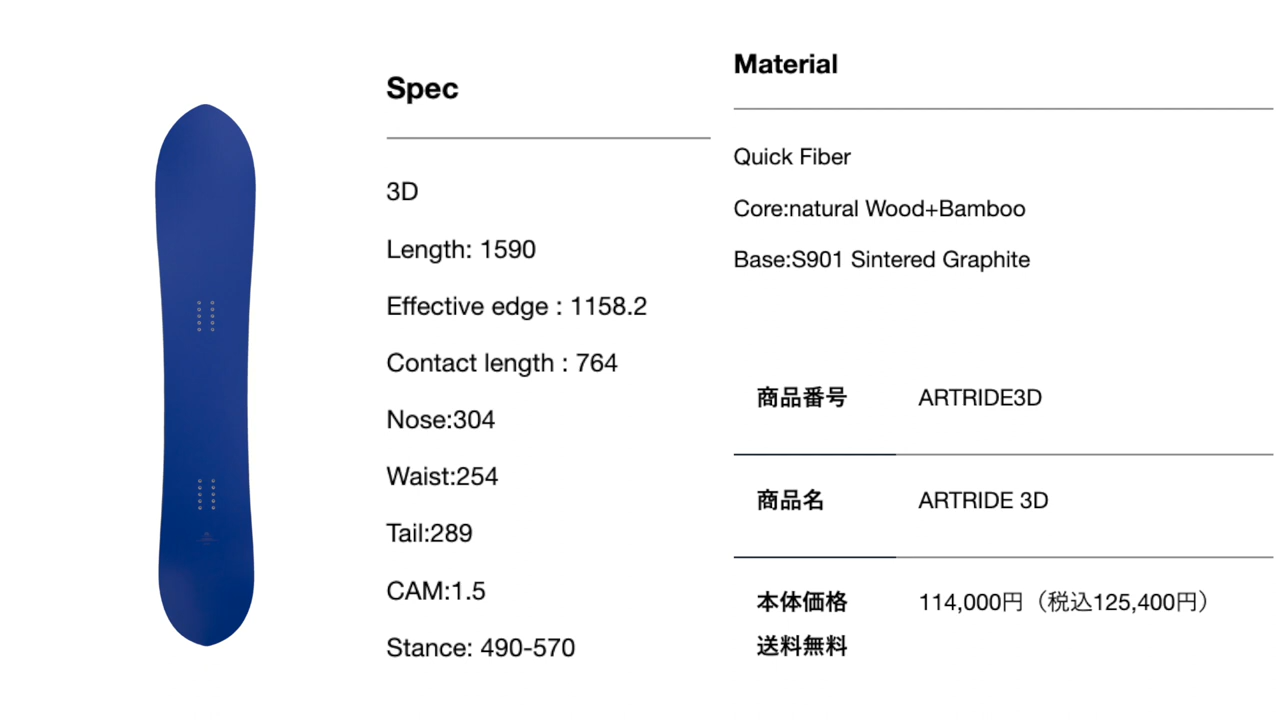 Spec
3D
Length: 1590
Effective edge : 1158.2
Contact length : 764
Nose:304
Waist:254
Tail:289
CAM:1.5
Stance: 490-570
Material
Quick Fiber
Core:natural Wood+Bamboo
Base:S901 Sintered Graphite
商品番号 ARTRIDE3D
商品名 ARTRIDE 3D
本体価格 114,000円（税込125,400円）
送料無料